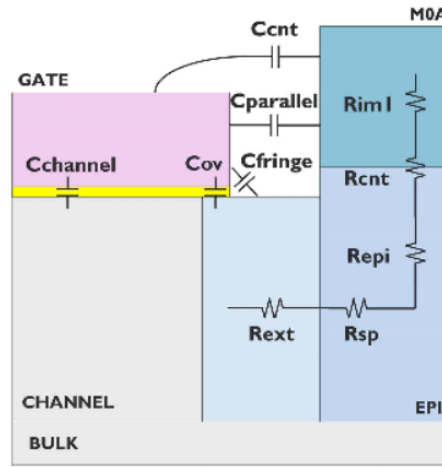 Ccnt
M0A
GATE
Cparallel
Rim1
Cchannel
Cov
Cfringe
Rcnt
Repi
Rext
Rsp
CHANNEL
EPI
BULK